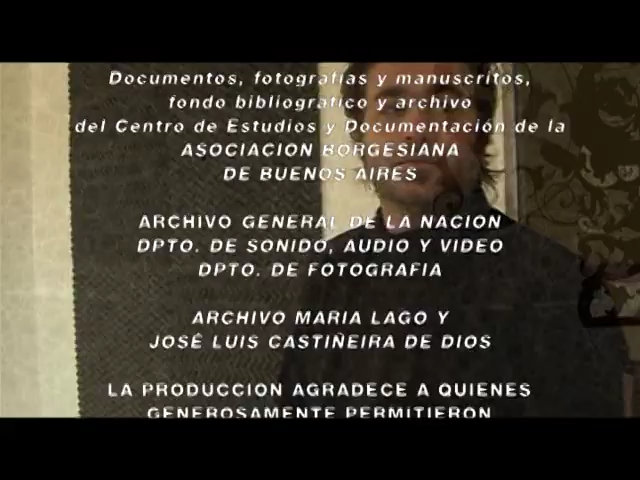 Documentos, fotografías y manuscritos,
fondo bibliográfico y archivo
del Centro de Estudios y Documentación de la
ASOCIACION BORGESIANA
DE BUENOS AIRES
ARCHIVO GENERAL DE LA NACION
DPTO. DE SONIDO, AUDIO Y VIDEO
DPTO. DE FOTOGRAFIA
ARCHIVO MARIA LAGO Y
JOSÉ LUIS CASTIÑEIRA DE DIOS
LA PRODUCCION AGRADECE A QUIENES
GENEROSAMENTE PERMITIERON